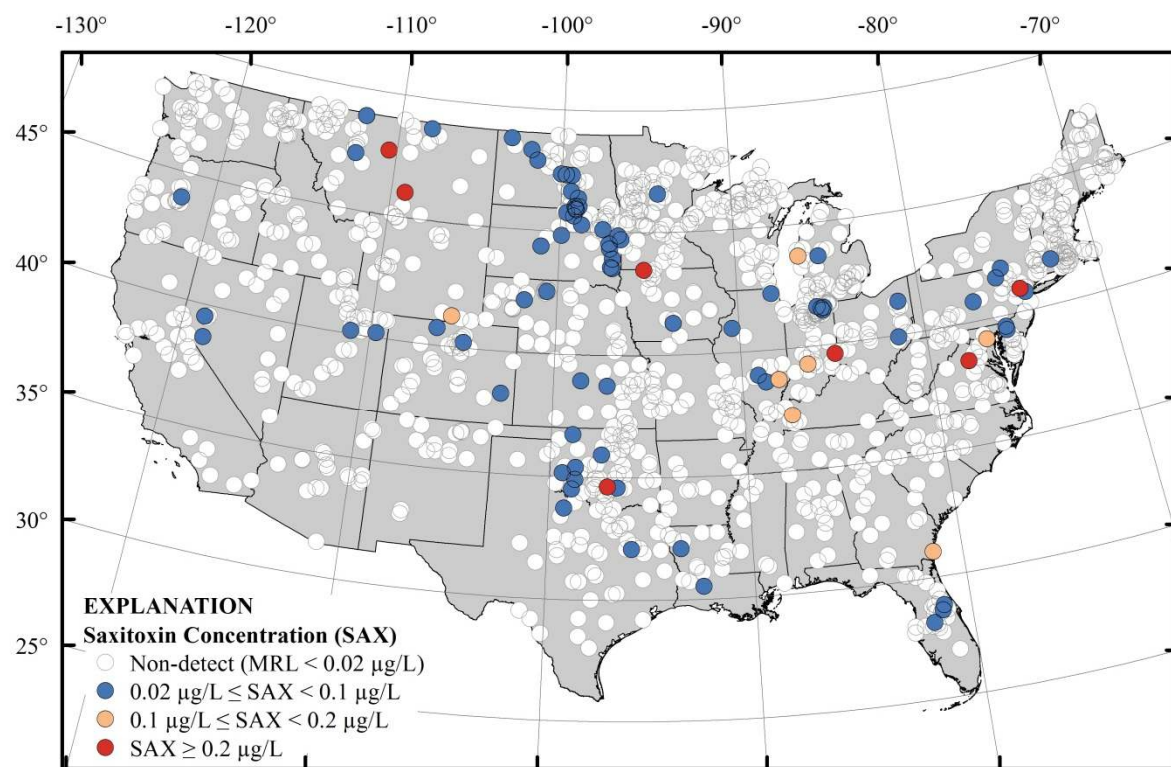 -130° -120° -110° -100° -90° -80° -70°
45°
40°
35°
30°
25°
EXPLANATION
Saxitoxin Concentration (SAX)
Non-detect (MRL < 0.02 µg/L)
0.02 µg/L ≤ SAX < 0.1 µg/L
0.1 µg/L ≤ SAX < 0.2 µg/L
SAX ≥ 0.2 µg/L